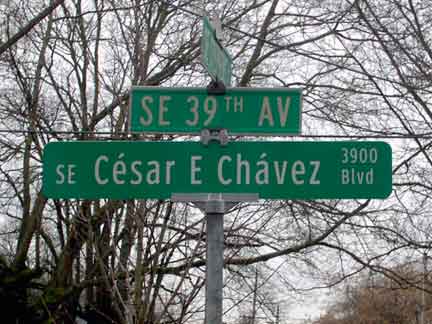 SE 39TH AV
SE César E Chávez 3900 Blvd